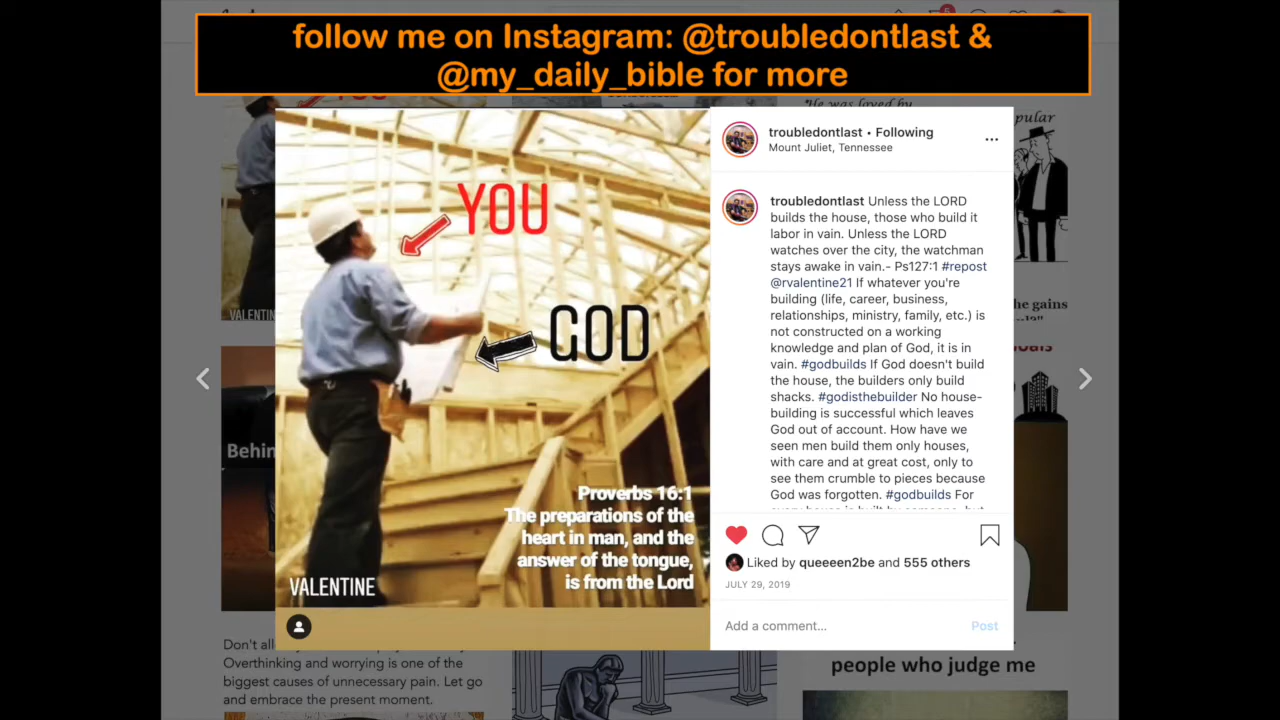 follow me on Instagram: @troubledontlast &
@my_daily_bible for more
"He was loved by
pular
he gains
VALENTIN
Behin
YOU
GOD
Proverbs 16:1
The preparations of the
heart in man, and the
answer of the tongue,
is from the Lord
VALENTINE
troubledontlast • Following
Mount Juliet, Tennessee
troubledontlast Unless the LORD
builds the house, those who build it
labor in vain. Unless the LORD
watches over the city, the watchman
stays awake in vain.- Ps127:1 #repost
@rvalentine21 If whatever you're
building (life, career, business,
relationships, ministry, family, etc.) is
not constructed on a working
knowledge and plan of God, it is in
vain. #godbuilds If God doesn't build
the house, the builders only build
shacks. #godisthebuilder No house-
building is successful which leaves
God out of account. How have we
seen men build them only houses,
with care and at great cost, only to
see them crumble to pieces because
God was forgotten. #godbuilds For
Liked by queeeen2be and 555 others
JULY 29, 2019
Add a comment...
Post
Don't all
Overthinking and worrying is one of the
biggest causes of unnecessary pain. Let go
and embrace the present moment.
people who judge me